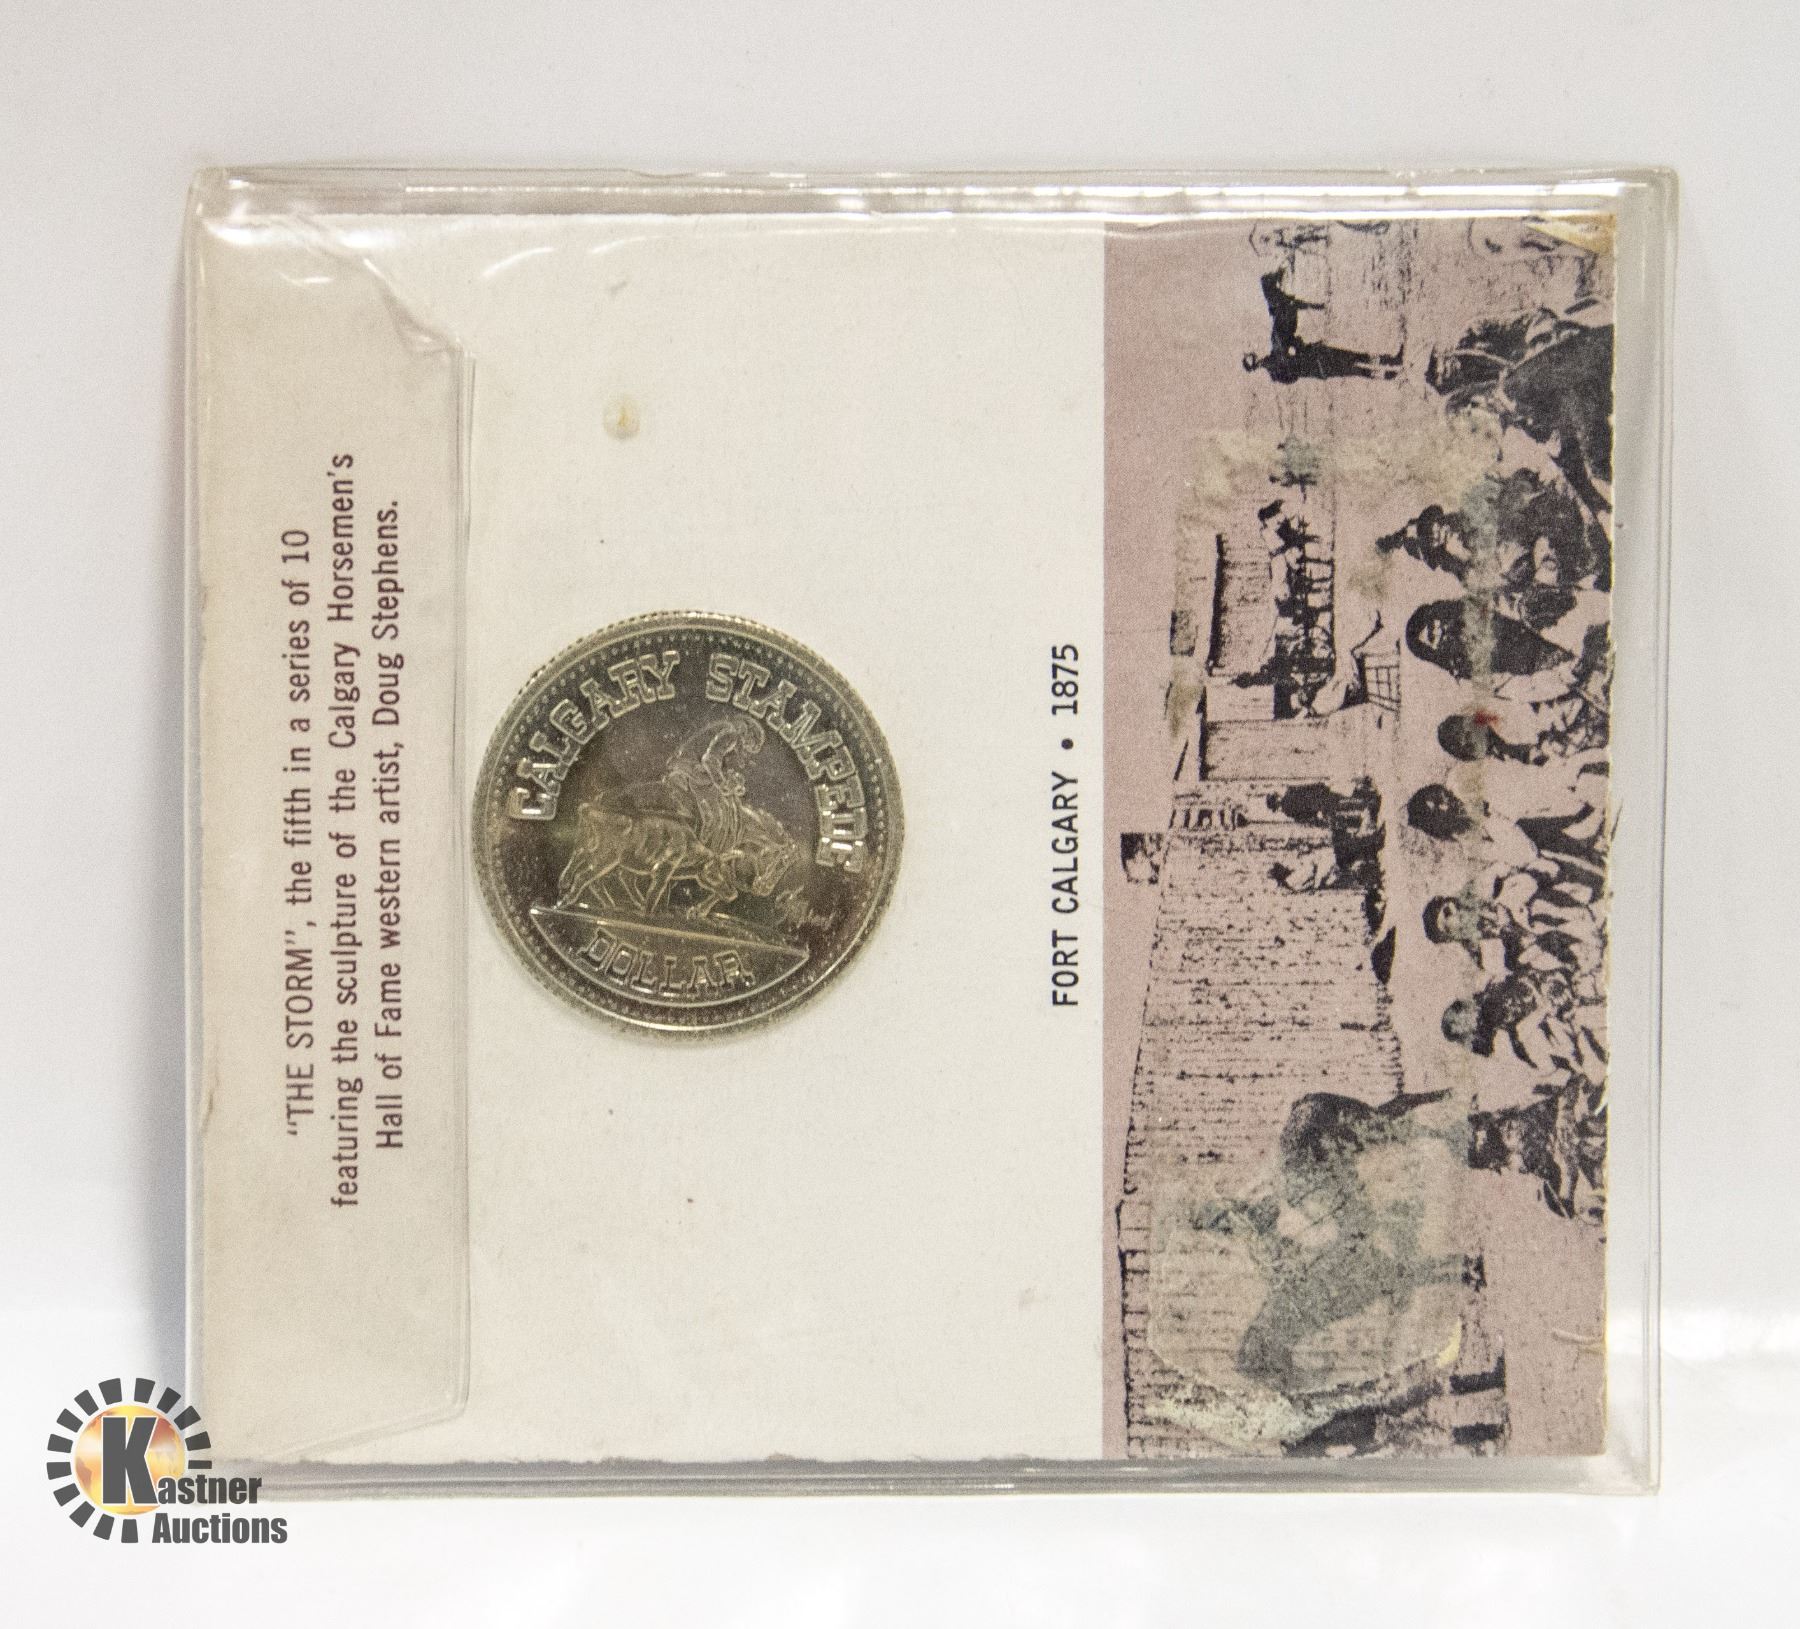 "THE STORM", the fifth in a series of 10
featuring the sculpture of the Calgary Horsemen's
Hall of Fame western artist, Doug Stephens.
CALGARY STAMPEDE
DOLLAR
FORT CALGARY • 1875
Kastner
Auctions